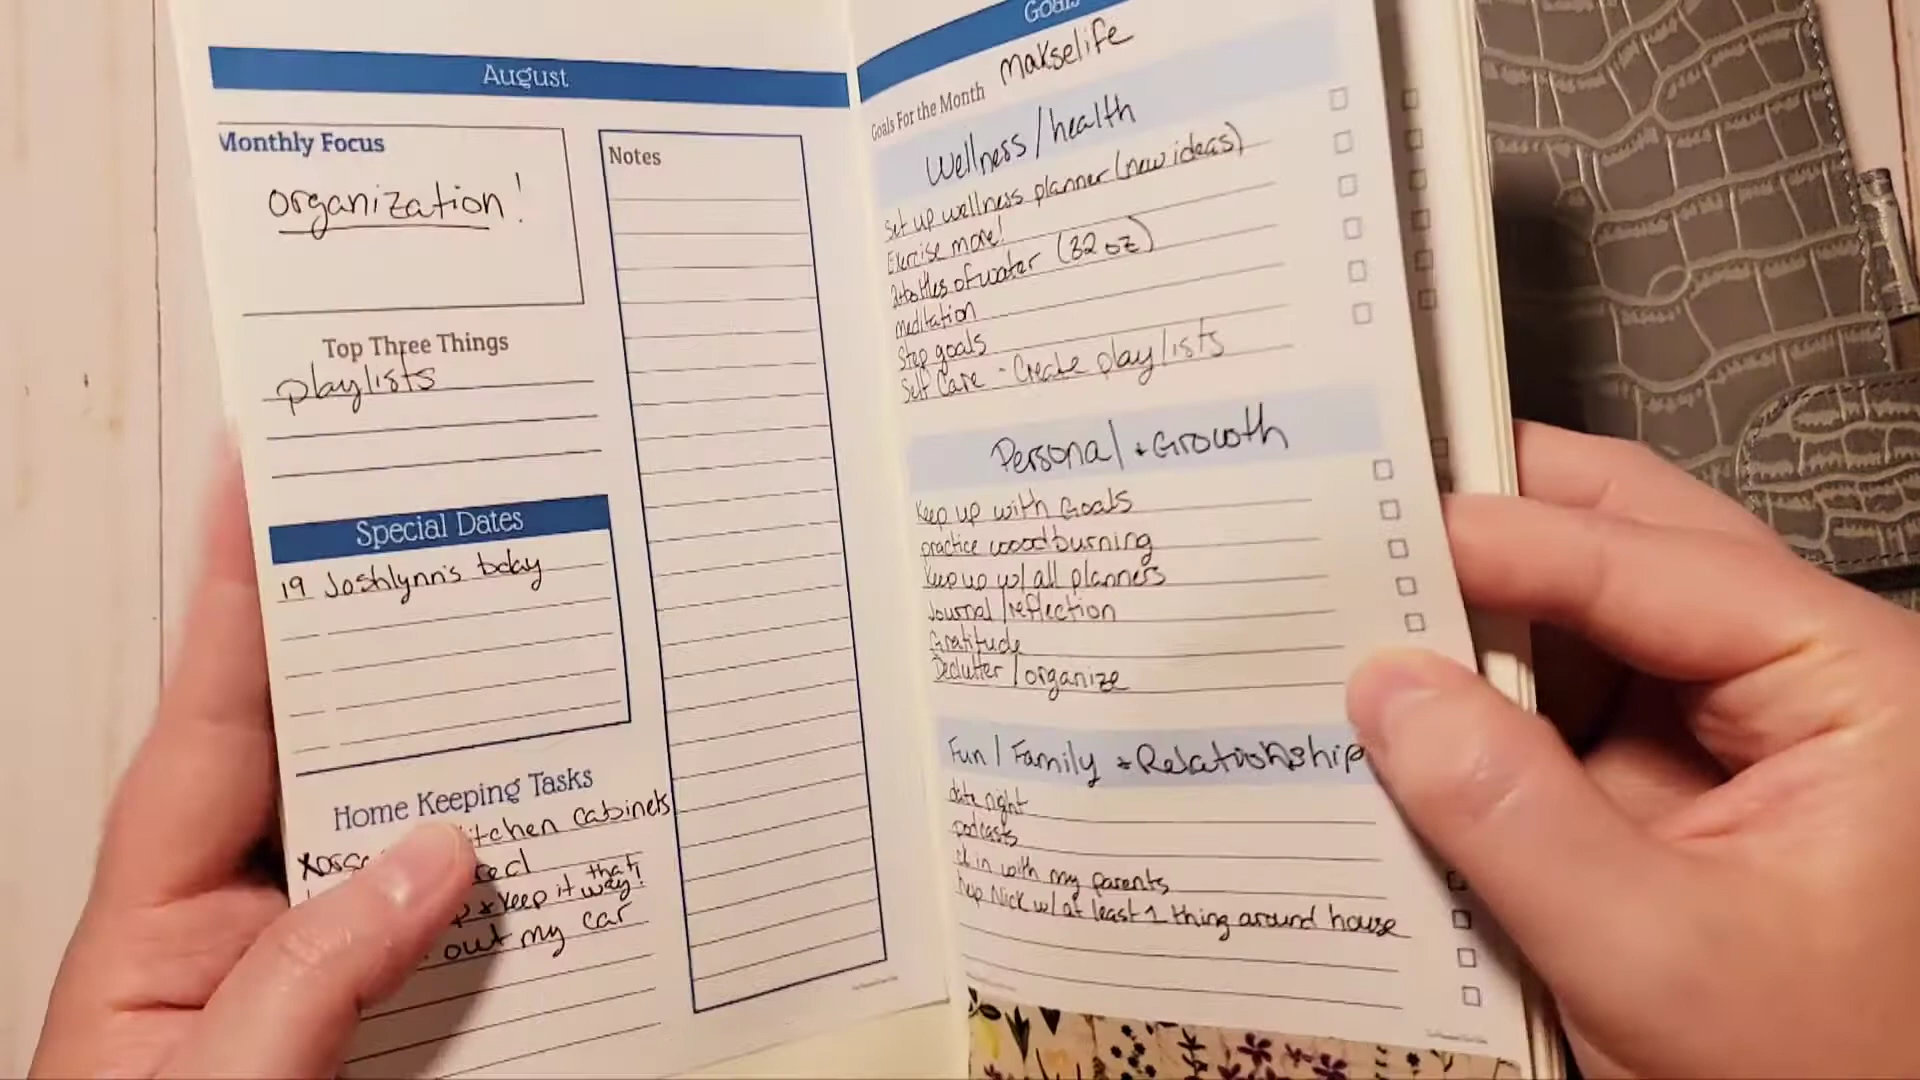 August
Monthly Focus
organization!
Top Three Things
playlists
Special Dates
19 Joshlynn's bday
Home Keeping Tasks
kitchen cabinets
keep it that way!
out my car
Notes
Goals
Goals For the Month Makselife
Wellness/health
Set up wellness planner (new ideas)
Exercise more!
bottles of water (32 oz)
meditation
Step goals
Self Care - Create playlists
Personal + Growth
Keep up with Goals
practice woodburning
Keep up w/ all planners
Journal/reflection
Gratitude
Declutter/organize
Fun/Family + Relationship
date night
podcasts
in with my parents
help Nick w/ at least 1 thing around house